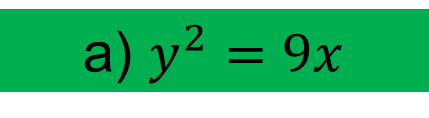 a) y² = 9x